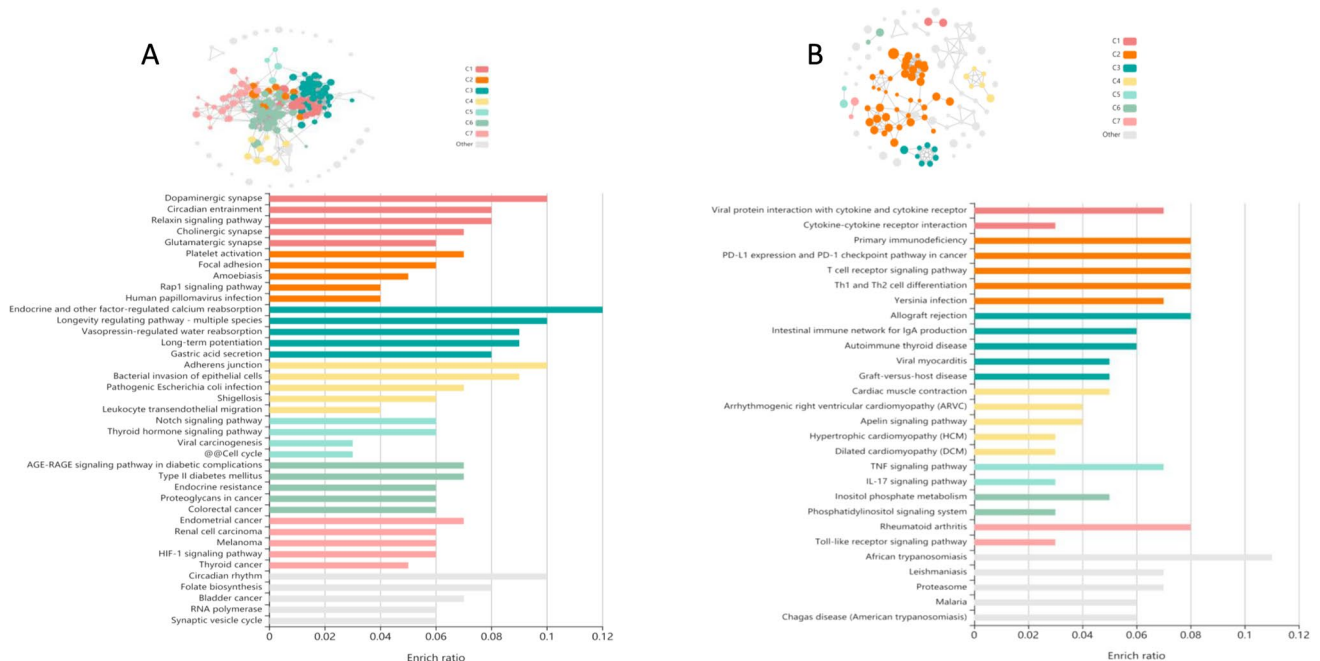 A
C1
C2
C3
C4
C5
C6
C7
Other
Dopaminergic synapse
Circadian entrainment
Relaxin signaling pathway
Cholinergic synapse
Glutamatergic synapse
Platelet activation
Focal adhesion
Amoebiasis
Rap1 signaling pathway
Human papillomavirus infection
Endocrine and other factor-regulated calcium reabsorption
Longevity regulating pathway - multiple species
Vasopressin-regulated water reabsorption
Long-term potentiation
Gastric acid secretion
Adherens junction
Bacterial invasion of epithelial cells
Pathogenic Escherichia coli infection
Shigellosis
Leukocyte transendothelial migration
Notch signaling pathway
Thyroid hormone signaling pathway
Viral carcinogenesis
@@Cell cycle
AGE-RAGE signaling pathway in diabetic complications
Type II diabetes mellitus
Endocrine resistance
Proteoglycans in cancer
Colorectal cancer
Endometrial cancer
Renal cell carcinoma
Melanoma
HIF-1 signaling pathway
Thyroid cancer
Circadian rhythm
Folate biosynthesis
Bladder cancer
RNA polymerase
Synaptic vesicle cycle
0 0.02 0.04 0.06 0.08 0.1 0.12
Enrich ratio
B
C1
C2
C3
C4
C5
C6
C7
Other
Viral protein interaction with cytokine and cytokine receptor
Cytokine-cytokine receptor interaction
Primary immunodeficiency
PD-L1 expression and PD-1 checkpoint pathway in cancer
T cell receptor signaling pathway
Th1 and Th2 cell differentiation
Yersinia infection
Allograft rejection
Intestinal immune network for IgA production
Autoimmune thyroid disease
Viral myocarditis
Graft-versus-host disease
Cardiac muscle contraction
Arrhythmogenic right ventricular cardiomyopathy (ARVC)
Apelin signaling pathway
Hypertrophic cardiomyopathy (HCM)
Dilated cardiomyopathy (DCM)
TNF signaling pathway
IL-17 signaling pathway
Inositol phosphate metabolism
Phosphatidylinositol signaling system
Rheumatoid arthritis
Toll-like receptor signaling pathway
African trypanosomiasis
Leishmaniasis
Proteasome
Malaria
Chagas disease (American trypanosomiasis)
0 0.02 0.04 0.06 0.08 0.1 0.12
Enrich ratio